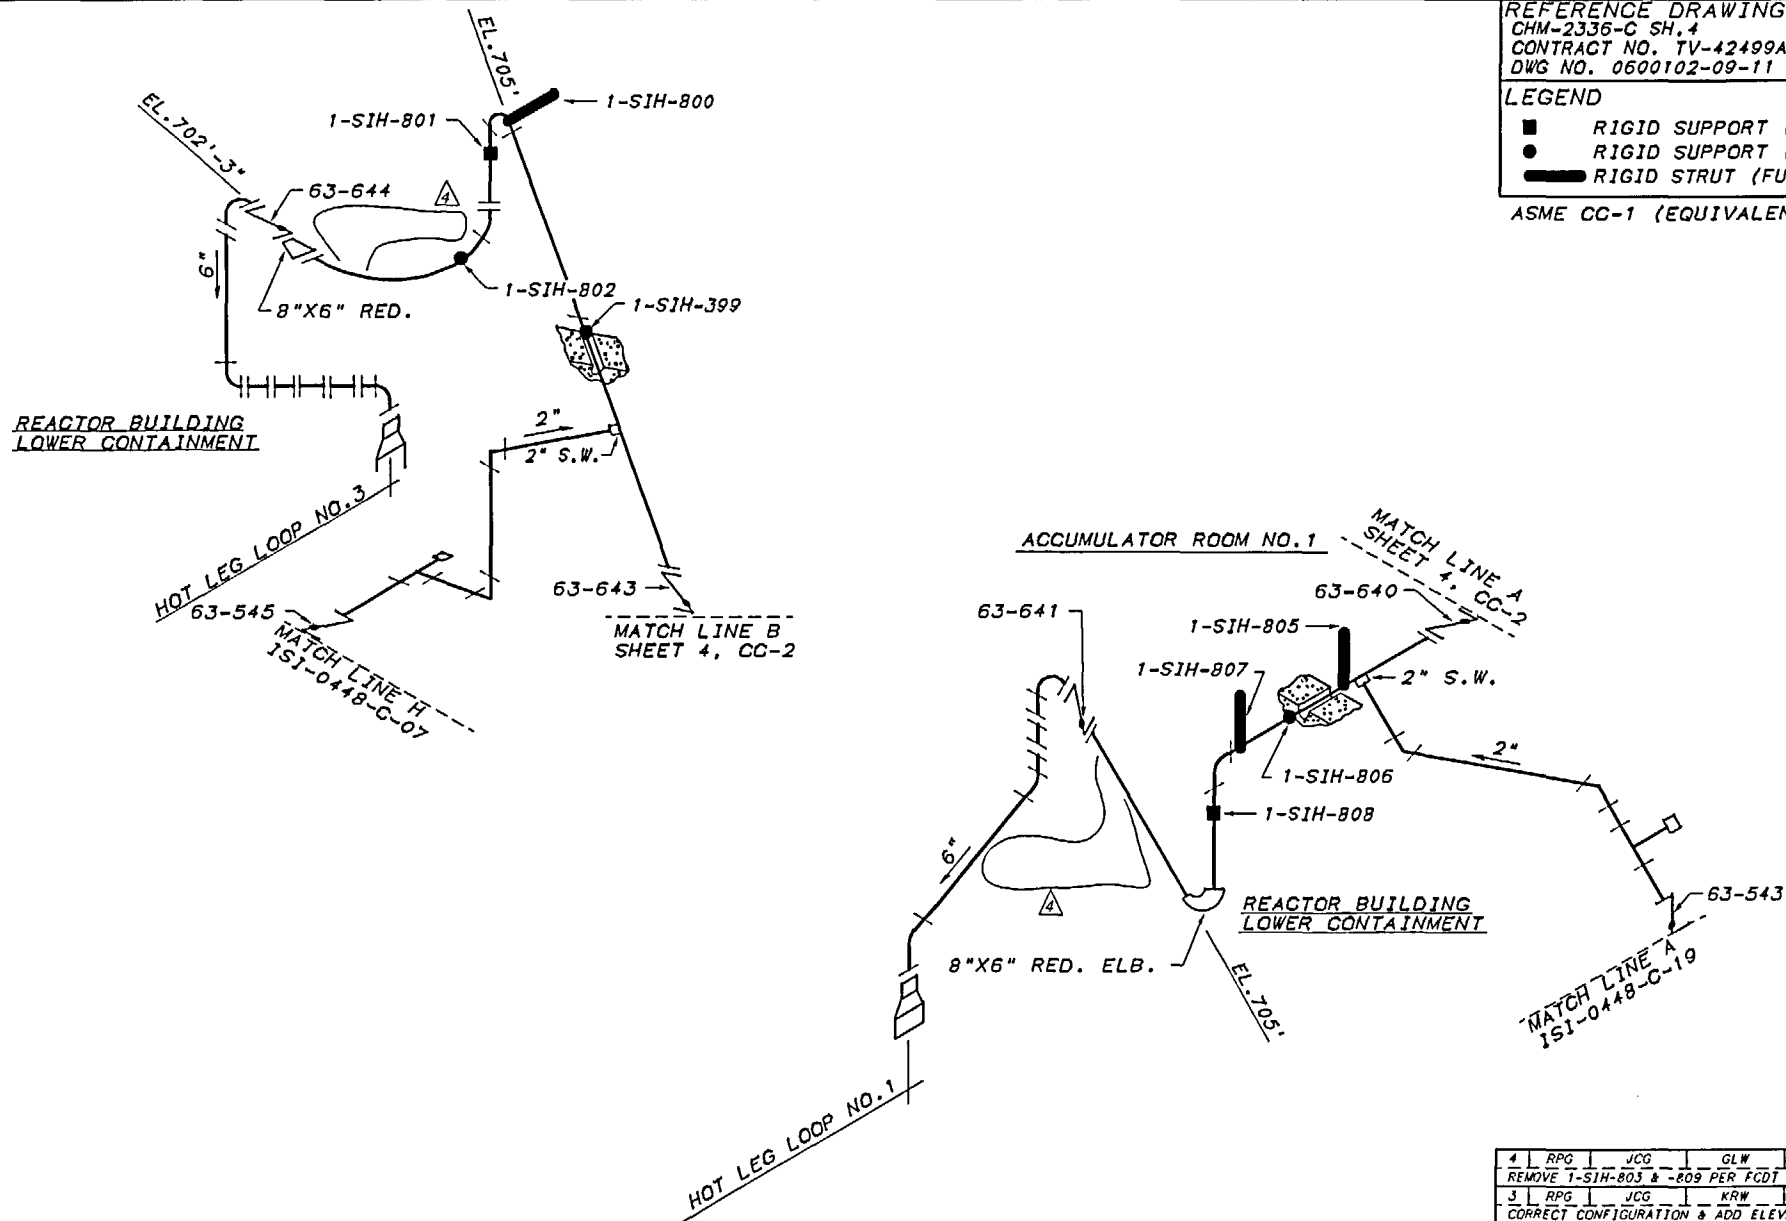 REFERENCE DRAWING
CHM-2336-C SH.4
CONTRACT NO. TV-42499A
DWG NO. 0600102-09-11
LEGEND
RIGID SUPPORT
RIGID SUPPORT
RIGID STRUT (FU
ASME CC-1 (EQUIVALEN
EL.705'
1-SIH-800
1-SIH-801
EL.702'-3"
63-644
4
6"
8"X6" RED.
1-SIH-802
1-SIH-399
REACTOR BUILDING
LOWER CONTAINMENT
2"
2" S.W.
HOT LEG LOOP NO.3
63-545
MATCH LINE H
ISI-0448-C-07
63-643
MATCH LINE B
SHEET 4, CC-2
ACCUMULATOR ROOM NO.1
MATCH LINE A
SHEET 4, CC-2
63-640
63-641
1-SIH-805
1-SIH-807
2" S.W.
1-SIH-806
2"
1-SIH-808
6"
4
REACTOR BUILDING
LOWER CONTAINMENT
63-543
8"X6" RED. ELB.
EL.705'
MATCH LINE A
ISI-0448-C-19
HOT LEG LOOP NO.1
4 RPG JCG GLW
REMOVE 1-SIH-803 & -809 PER FCDT
3 RPG JCG KRW
CORRECT CONFIGURATION & ADD ELEV